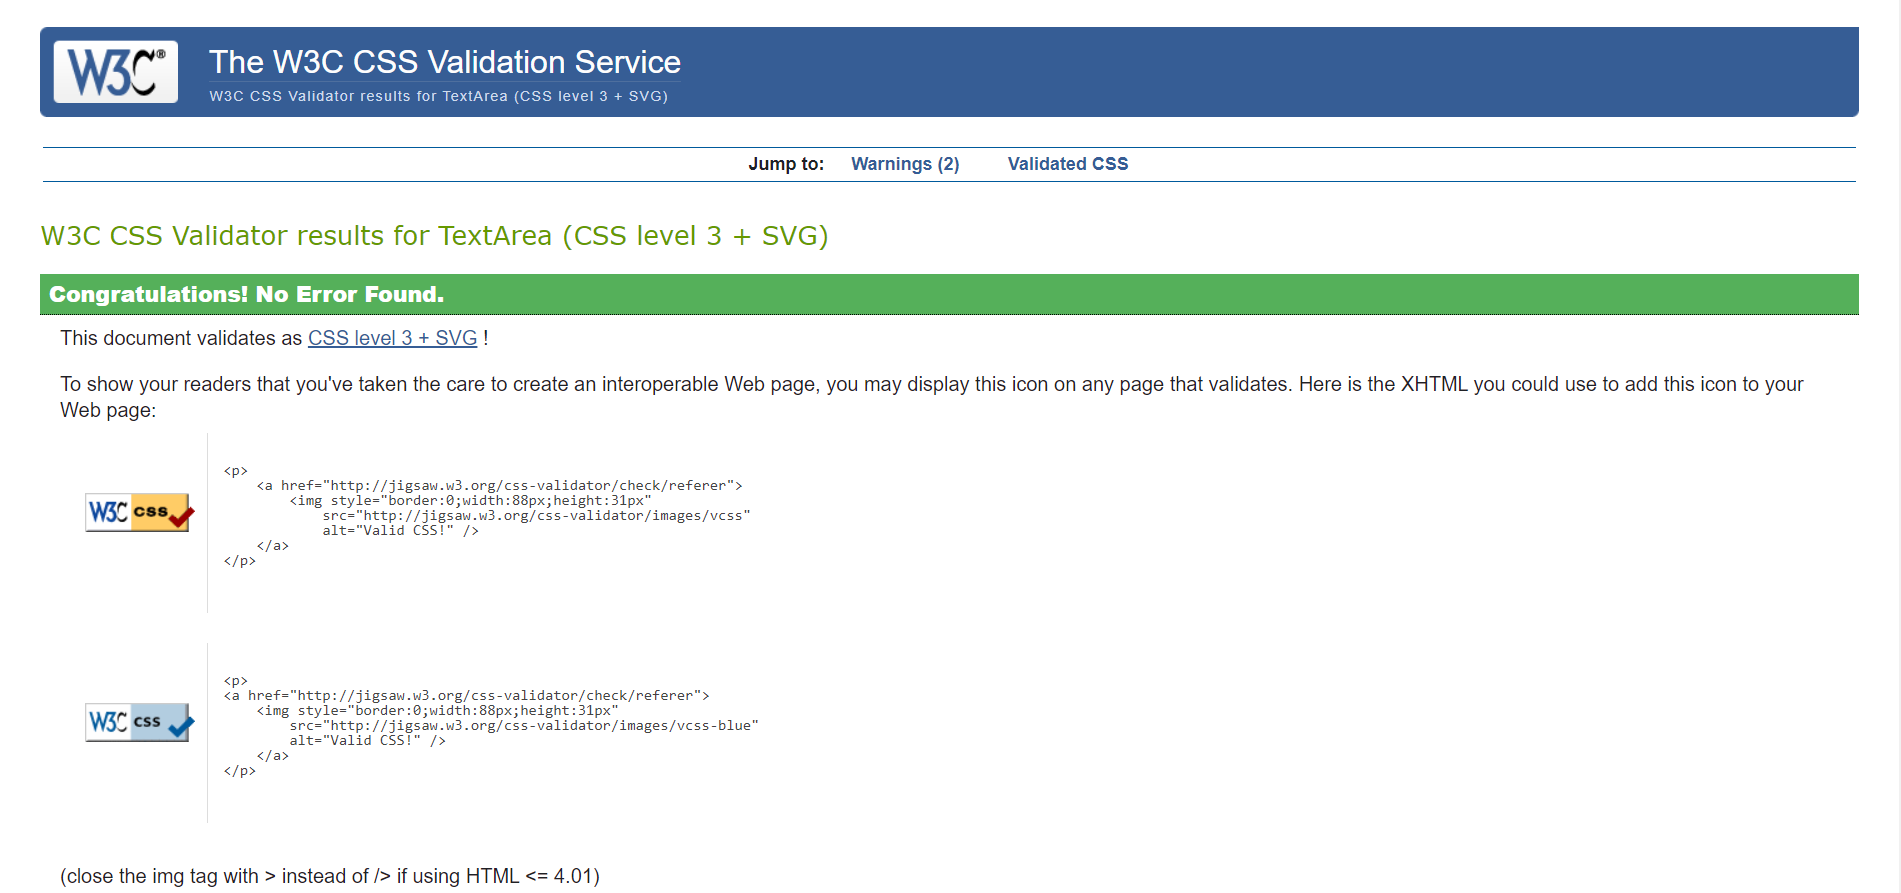 W3C®
The W3C CSS Validation Service
W3C CSS Validator results for TextArea (CSS level 3 + SVG)
Jump to: Warnings (2) Validated CSS
W3C CSS Validator results for TextArea (CSS level 3 + SVG)
Congratulations! No Error Found.
This document validates as CSS level 3 + SVG !
To show your readers that you've taken the care to create an interoperable Web page, you may display this icon on any page that validates. Here is the XHTML you could use to add this icon to your
Web page:
W3C css
<p>
    <a href="http://jigsaw.w3.org/css-validator/check/referer">
        <img style="border:0;width:88px;height:31px"
            src="http://jigsaw.w3.org/css-validator/images/vcss"
            alt="Valid CSS!" />
    </a>
</p>
W3C css
<p>
<a href="http://jigsaw.w3.org/css-validator/check/referer">
    <img style="border:0;width:88px;height:31px"
        src="http://jigsaw.w3.org/css-validator/images/vcss-blue"
        alt="Valid CSS!" />
    </a>
</p>
(close the img tag with > instead of /> if using HTML <= 4.01)